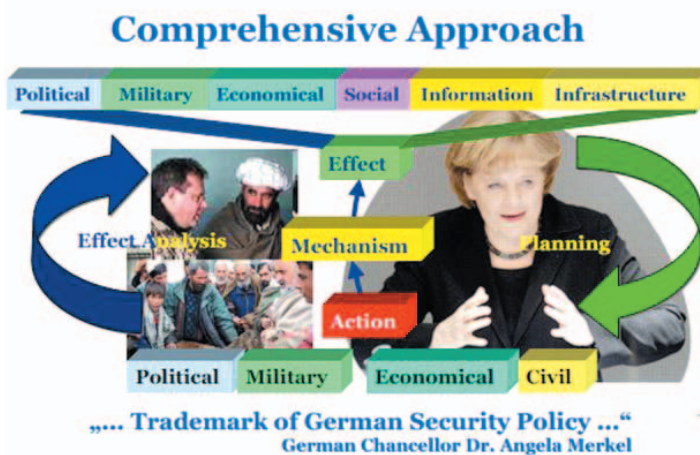 Comprehensive Approach
Political Military Economical Social Information Infrastructure
Effect
Effect Analysis Mechanism Planning
Action
Political Military Economical Civil
„... Trademark of German Security Policy ...“
German Chancellor Dr. Angela Merkel